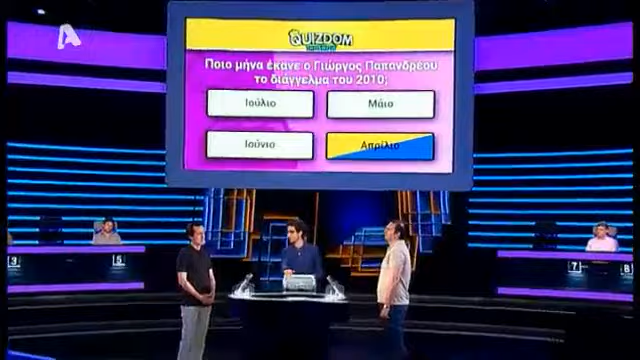 QUIZDOM
Ποιο μήνα έκανε ο Γιώργος Παπανδρέου
το διάγγελμα του 2010;
Ιούλιο
Μάιο
Ιούνιο
Απρίλιο
3
5
7
8